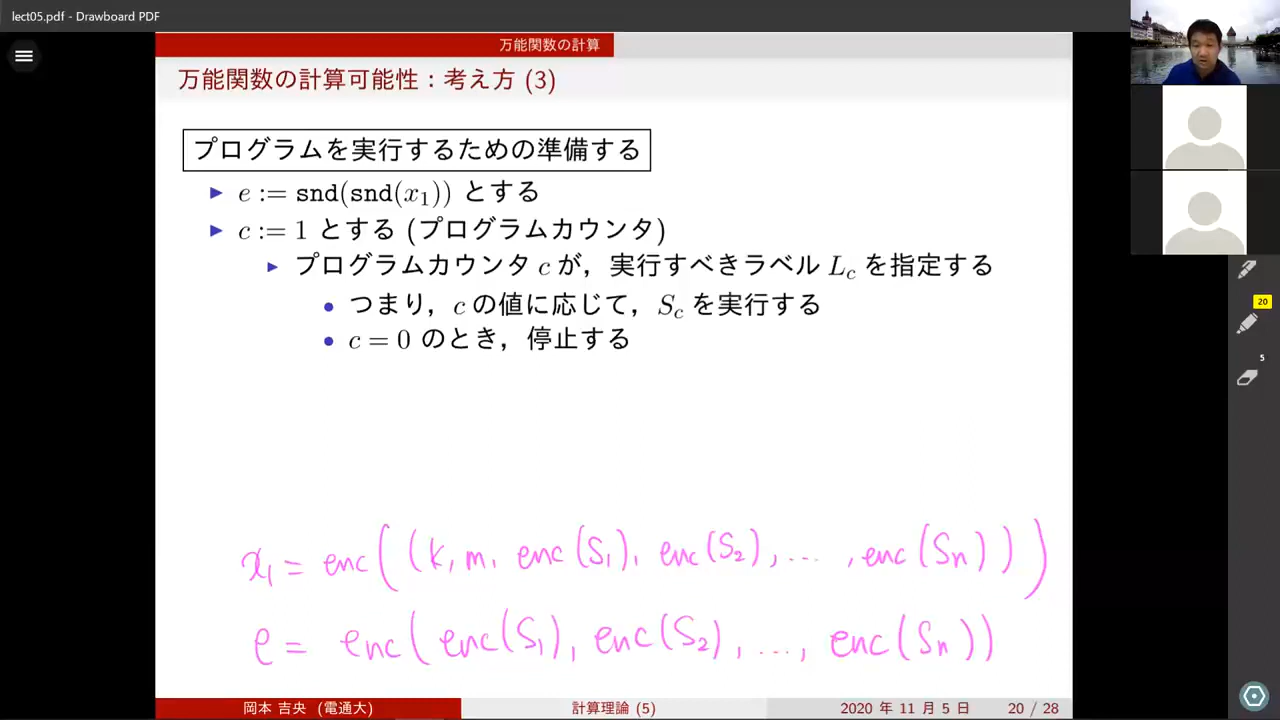 lect05.pdf - Drawboard PDF
万能関数の計算
万能関数の計算可能性：考え方 (3)
プログラムを実行するための準備する
▶ e := snd(snd(x₁)) とする
▶ c := 1 とする (プログラムカウンタ)
▶ プログラムカウンタ c が，実行すべきラベル L_c を指定する
● つまり，c の値に応じて，S_c を実行する
● c = 0 のとき，停止する
x₁ = enc((k, m, enc(S₁), enc(S₂), ..., enc(Sn)))
e = enc(enc(S₁), enc(S₂), ..., enc(Sn))
岡本 吉央 (電通大)
計算理論 (5)
2020 年 11 月 5 日
20 / 28
20
5